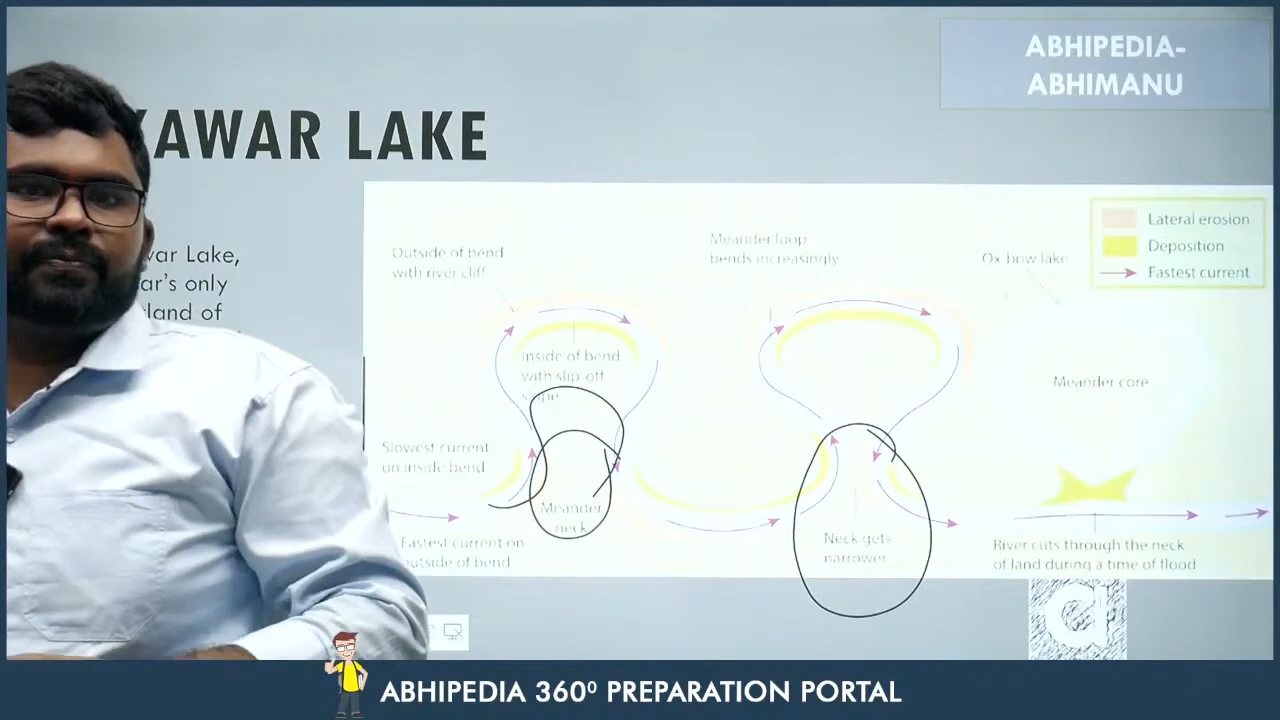 ABHIPEDIA-
ABHIMANU
KAWAR LAKE
Lateral erosion
Deposition
Fastest current
Outside of bend
with river cliff
Meander loop
bends increasingly
Ox bow lake
var Lake,
ar's only
land of
Inside of bend
with slip-off
slope
Meander core
Slowest current
on inside bend
Meander
neck
Neck gets
narrower
Fastest current on
outside of bend
River cuts through the neck
of land during a time of flood
a
ABHIPEDIA 360⁰ PREPARATION PORTAL